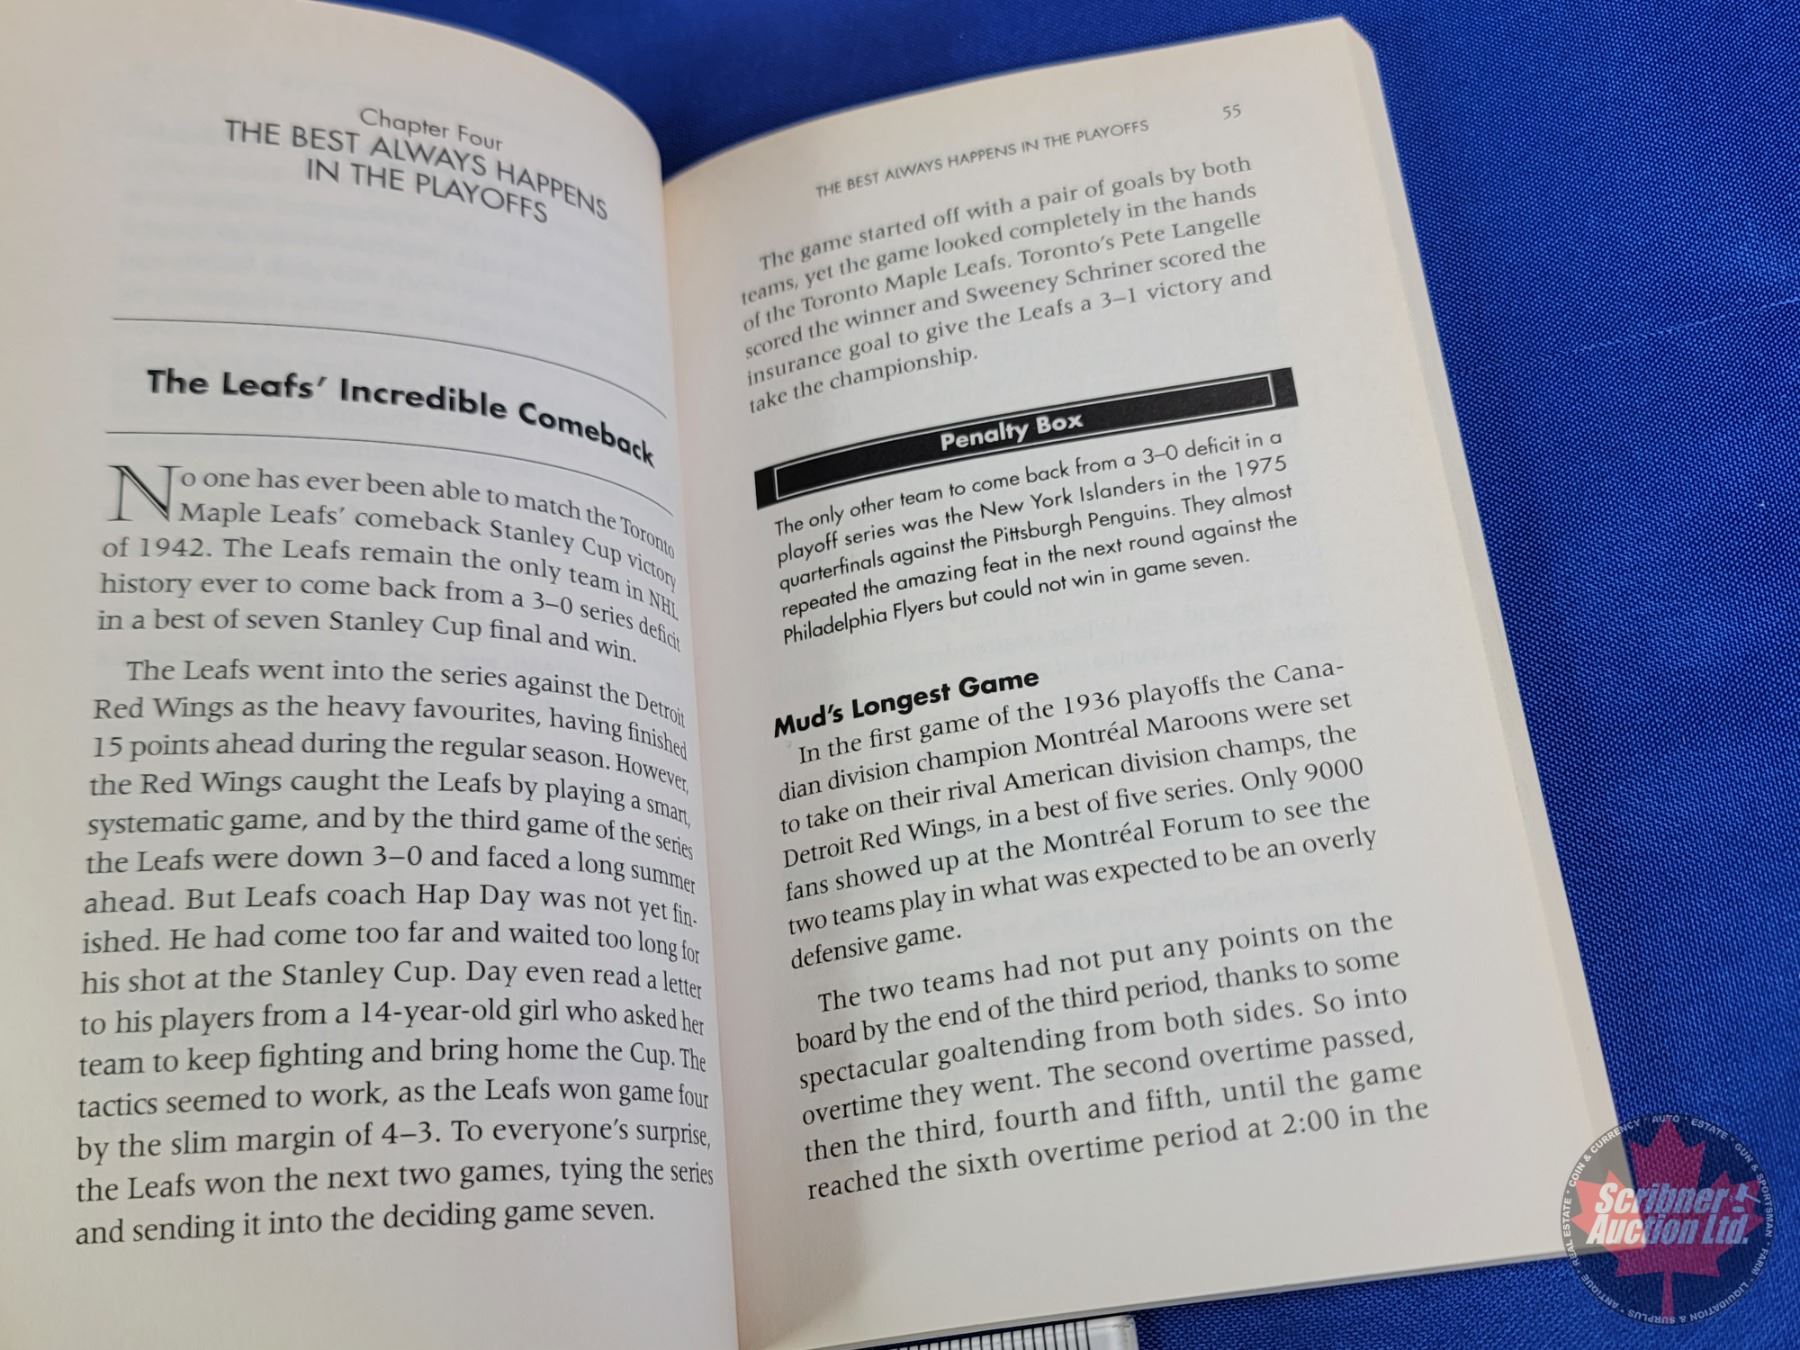 Chapter Four
THE BEST ALWAYS HAPPENS
IN THE PLAYOFFS
The Leafs' Incredible Comeback
No one has ever been able to match the Toronto
Maple Leafs' comeback Stanley Cup victory
of 1942. The Leafs remain the only team in NHL
history ever to come back from a 3–0 series deficit
in a best of seven Stanley Cup final and win.
The Leafs went into the series against the Detroit
Red Wings as the heavy favourites, having finished
15 points ahead during the regular season. However,
the Red Wings caught the Leafs by playing a smart,
systematic game, and by the third game of the series
the Leafs were down 3–0 and faced a long summer
ahead. But Leafs coach Hap Day was not yet fin-
ished. He had come too far and waited too long for
his shot at the Stanley Cup. Day even read a letter
to his players from a 14-year-old girl who asked her
team to keep fighting and bring home the Cup. The
tactics seemed to work, as the Leafs won game four
by the slim margin of 4–3. To everyone's surprise,
the Leafs won the next two games, tying the series
and sending it into the deciding game seven.
THE BEST ALWAYS HAPPENS IN THE PLAYOFFS 55
The game started off with a pair of goals by both
teams, yet the game looked completely in the hands
of the Toronto Maple Leafs. Toronto's Pete Langelle
scored the winner and Sweeney Schriner scored the
insurance goal to give the Leafs a 3–1 victory and
take the championship.
Penalty Box
The only other team to come back from a 3–0 deficit in a
playoff series was the New York Islanders in the 1975
quarterfinals against the Pittsburgh Penguins. They almost
repeated the amazing feat in the next round against the
Philadelphia Flyers but could not win in game seven.
Mud's Longest Game
In the first game of the 1936 playoffs the Cana-
dian division champion Montréal Maroons were set
to take on their rival American division champs, the
Detroit Red Wings, in a best of five series. Only 9000
fans showed up at the Montréal Forum to see the
two teams play in what was expected to be an overly
defensive game.
The two teams had not put any points on the
board by the end of the third period, thanks to some
spectacular goaltending from both sides. So into
overtime they went. The second overtime passed,
then the third, fourth and fifth, until the game
reached the sixth overtime period at 2:00 in the
Scribner
Auction Ltd.
ANTIQUE · REAL ESTATE · COIN & CURRENCY · AUTO · ESTATE · GUN & SPORTSMAN · FARM · LIQUIDATION & SURPLUS